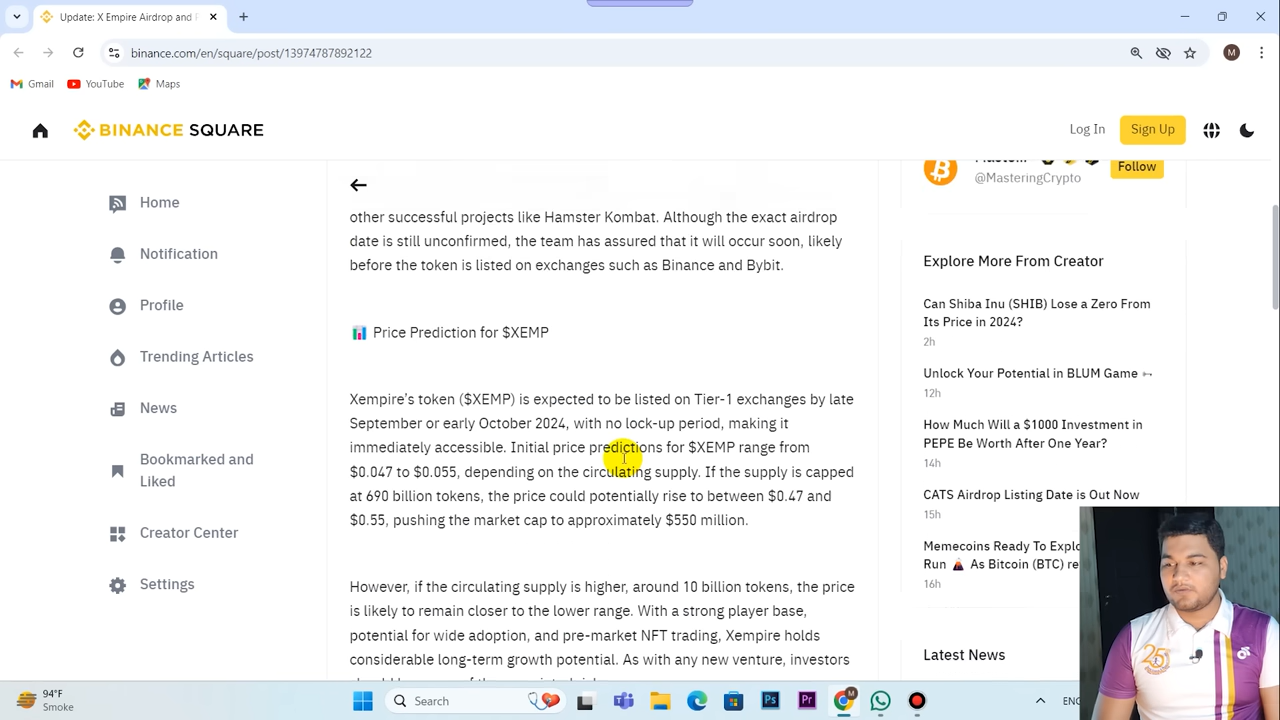 Update: X Empire Airdrop and
binance.com/en/square/post/13974787892122
M
Gmail
YouTube
Maps
BINANCE SQUARE
Log In
Sign Up
Home
Notification
Profile
Trending Articles
News
Bookmarked and
Liked
Creator Center
Settings
other successful projects like Hamster Kombat. Although the exact airdrop
date is still unconfirmed, the team has assured that it will occur soon, likely
before the token is listed on exchanges such as Binance and Bybit.
📊 Price Prediction for $XEMP
Xempire's token ($XEMP) is expected to be listed on Tier-1 exchanges by late
September or early October 2024, with no lock-up period, making it
immediately accessible. Initial price predictions for $XEMP range from
$0.047 to $0.055, depending on the circulating supply. If the supply is capped
at 690 billion tokens, the price could potentially rise to between $0.47 and
$0.55, pushing the market cap to approximately $550 million.
However, if the circulating supply is higher, around 10 billion tokens, the price
is likely to remain closer to the lower range. With a strong player base,
potential for wide adoption, and pre-market NFT trading, Xempire holds
considerable long-term growth potential. As with any new venture, investors
@MasteringCrypto
Follow
Explore More From Creator
Can Shiba Inu (SHIB) Lose a Zero From
Its Price in 2024?
2h
Unlock Your Potential in BLUM Game
12h
How Much Will a $1000 Investment in
PEPE Be Worth After One Year?
14h
CATS Airdrop Listing Date is Out Now
15h
Memecoins Ready To
Run 🌋 As Bitcoin (BTC)
16h
Latest News
25
94°F
Smoke
Search
Ps
Pr
M